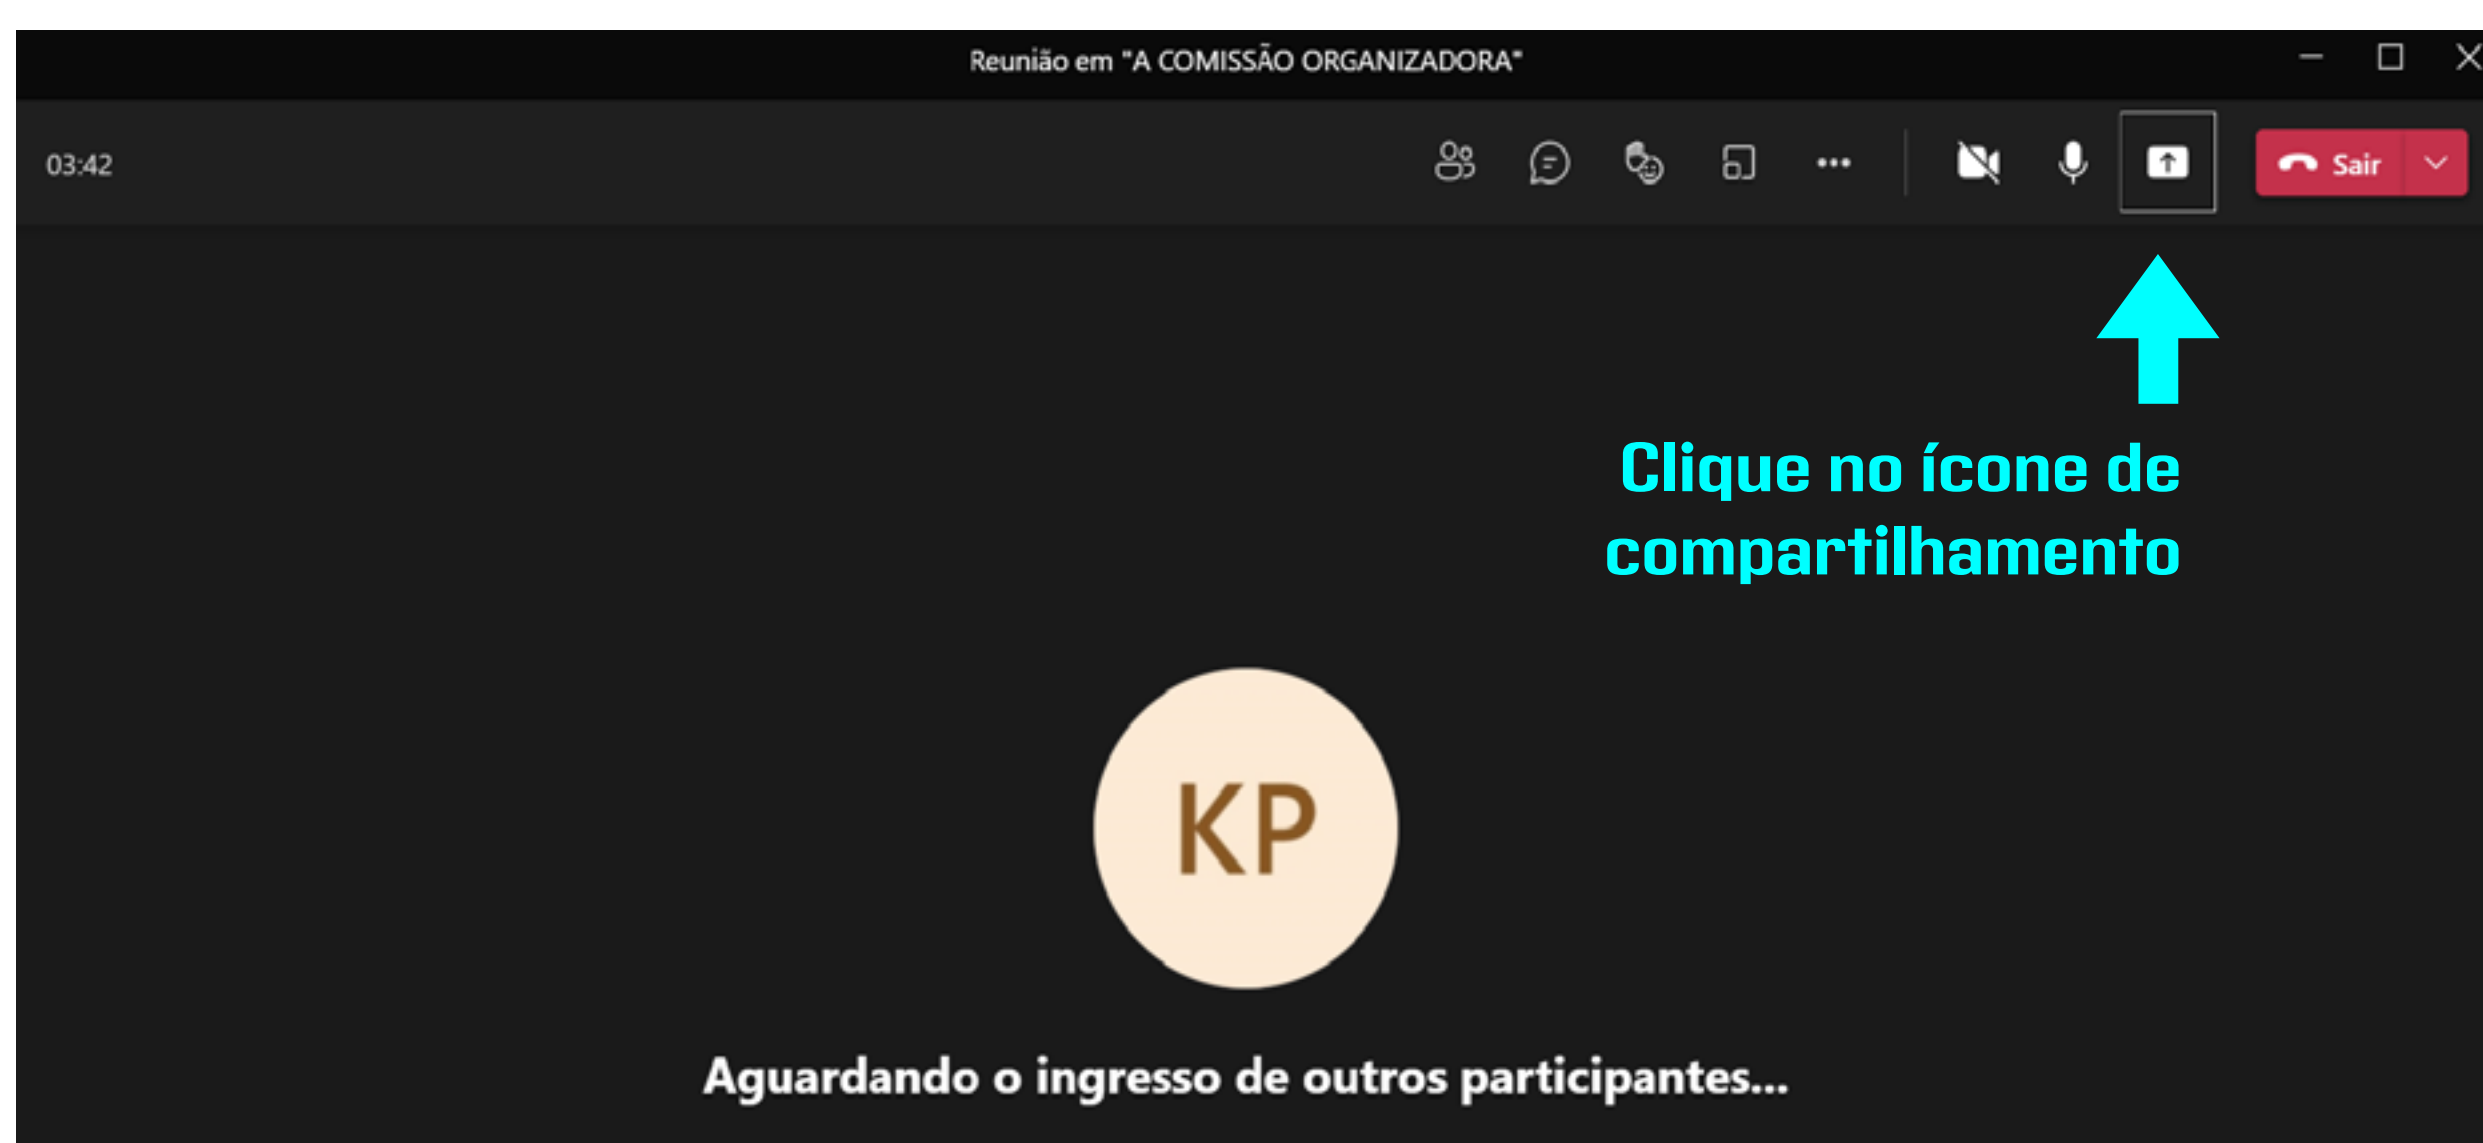 Reunião em "A COMISSÃO ORGANIZADORA"
03:42
Sair
Clique no ícone de
compartilhamento
KP
Aguardando o ingresso de outros participantes...